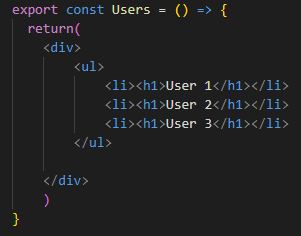 export const Users = () => {
  return(
    <div>
        <ul>
            <li><h1>User 1</h1></li>
            <li><h1>User 2</h1></li>
            <li><h1>User 3</h1></li>
        </ul>

    </div>
    )
}